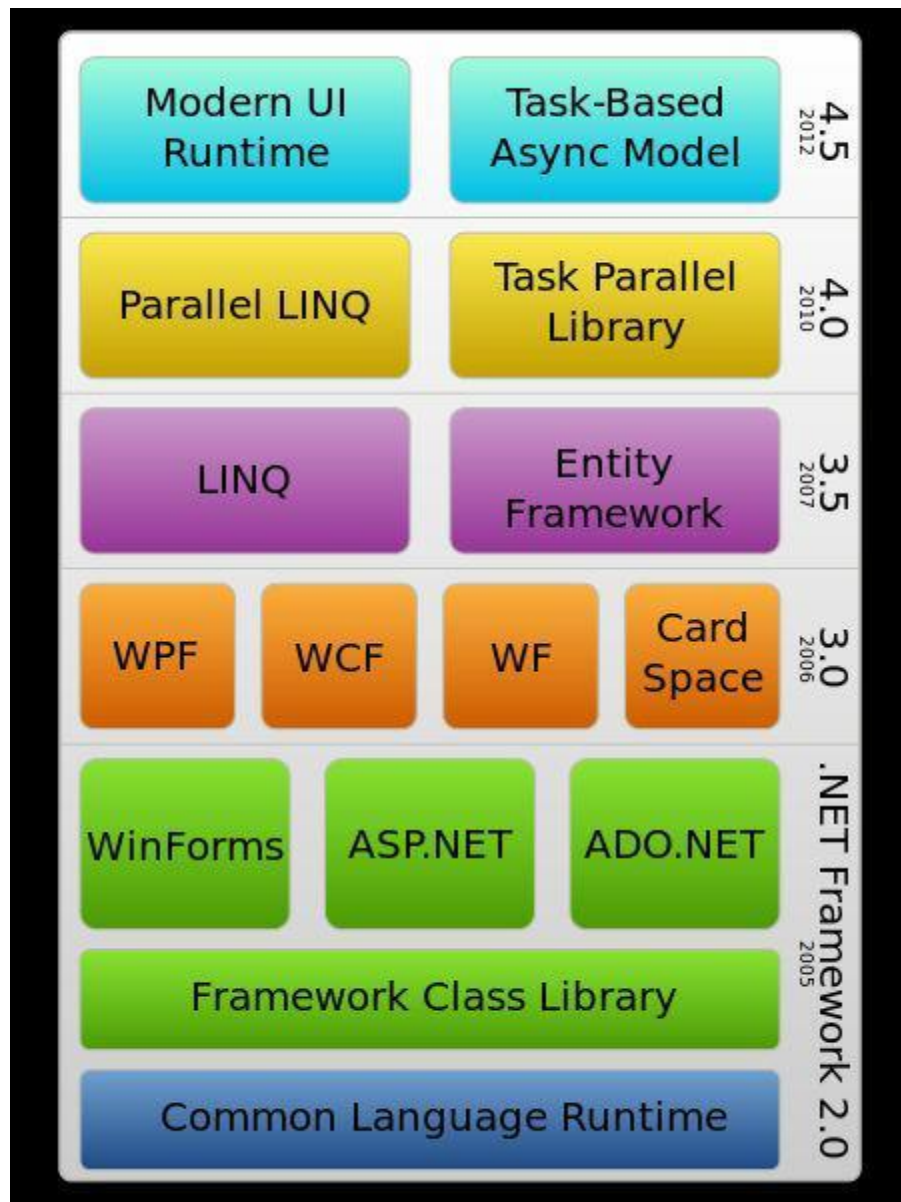 Modern UI
Runtime
Task-Based
Async Model
4.5
2012
Parallel LINQ
Task Parallel
Library
4.0
2010
LINQ
Entity
Framework
3.5
2007
WPF
WCF
WF
Card
Space
3.0
2006
WinForms
ASP.NET
ADO.NET
Framework Class Library
Common Language Runtime
.NET Framework 2.0
2005